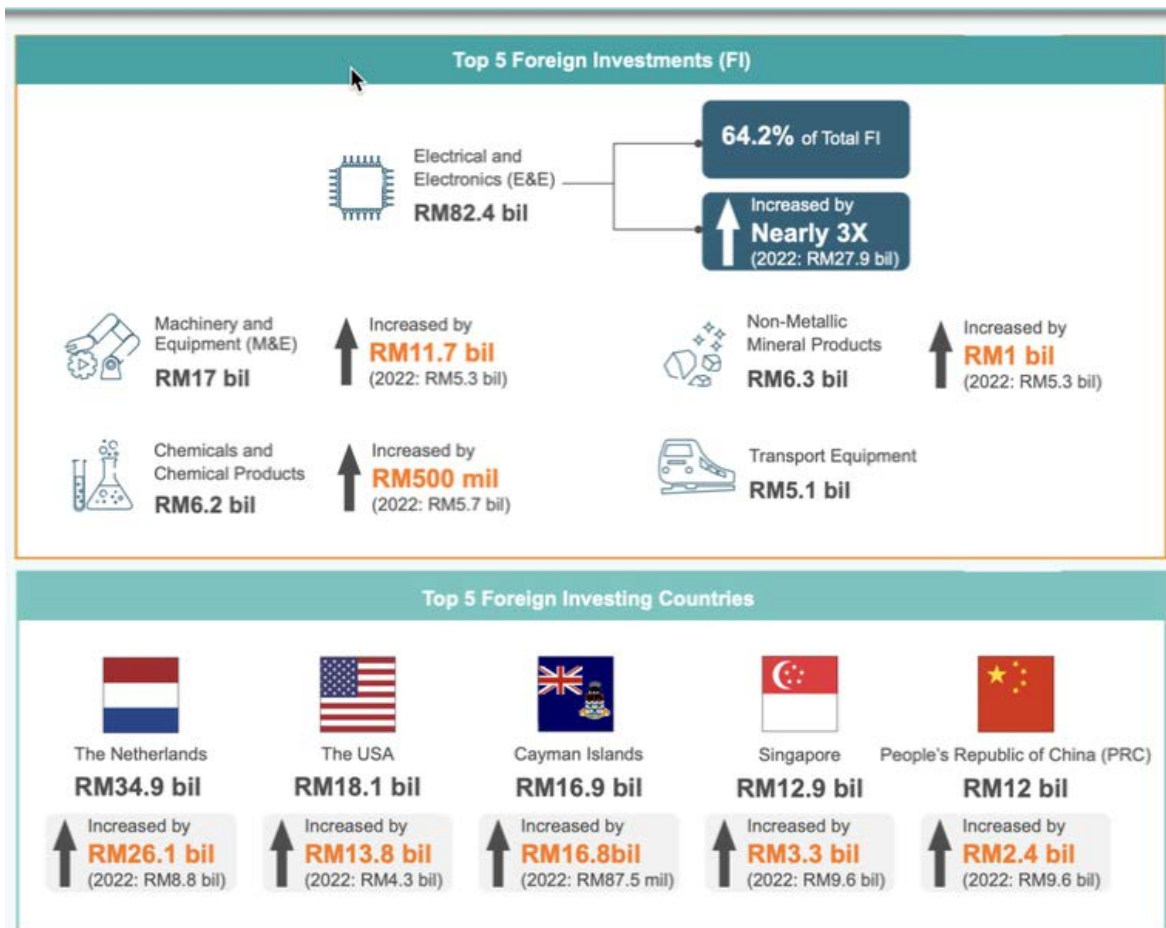 Top 5 Foreign Investments (FI)
Electrical and
Electronics (E&E)
RM82.4 bil
64.2% of Total FI
Increased by
Nearly 3X
(2022: RM27.9 bil)
Machinery and
Equipment (M&E)
RM17 bil
Increased by
RM11.7 bil
(2022: RM5.3 bil)
Non-Metallic
Mineral Products
RM6.3 bil
Increased by
RM1 bil
(2022: RM5.3 bil)
Chemicals and
Chemical Products
RM6.2 bil
Increased by
RM500 mil
(2022: RM5.7 bil)
Transport Equipment
RM5.1 bil
Top 5 Foreign Investing Countries
The Netherlands
RM34.9 bil
Increased by
RM26.1 bil
(2022: RM8.8 bil)
The USA
RM18.1 bil
Increased by
RM13.8 bil
(2022: RM4.3 bil)
Cayman Islands
RM16.9 bil
Increased by
RM16.8bil
(2022: RM87.5 mil)
Singapore
RM12.9 bil
Increased by
RM3.3 bil
(2022: RM9.6 bil)
People's Republic of China (PRC)
RM12 bil
Increased by
RM2.4 bil
(2022: RM9.6 bil)